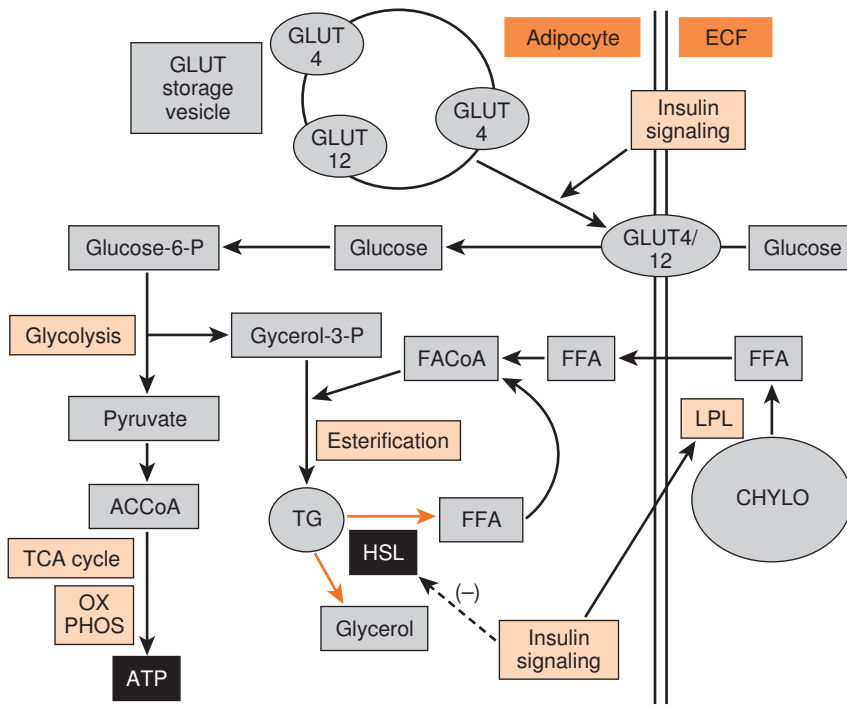 GLUT
storage
vesicle
GLUT
4
GLUT
12
GLUT
4
Adipocyte
ECF
Insulin
signaling
Glucose-6-P
Glucose
GLUT4/
12
Glucose
Glycolysis
Gycerol-3-P
FACoA
FFA
FFA
Pyruvate
Esterification
LPL
ACCoA
TG
FFA
CHYLO
TCA cycle
HSL
OX
PHOS
(–)
Glycerol
Insulin
signaling
ATP